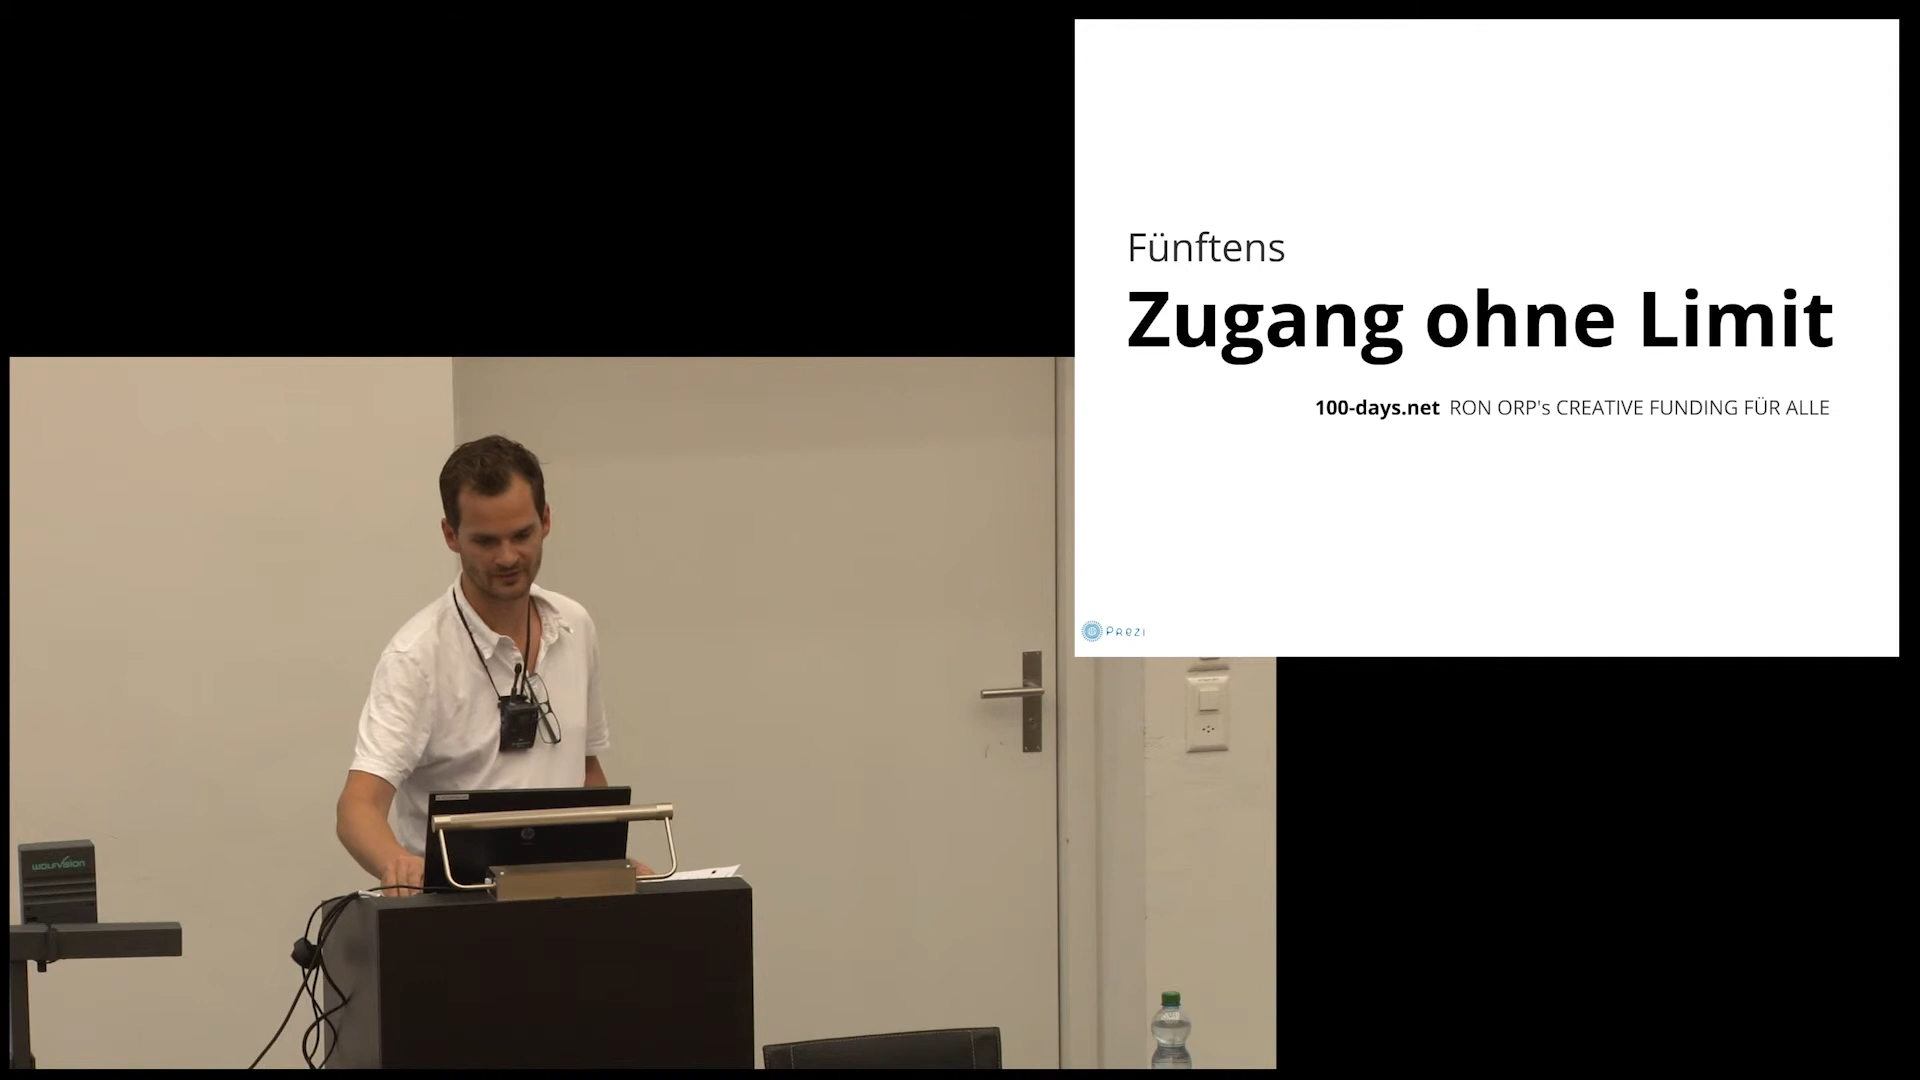 Fünftens
Zugang ohne Limit
100-days.net RON ORP's CREATIVE FUNDING FÜR ALLE
Prezi
wolfvision